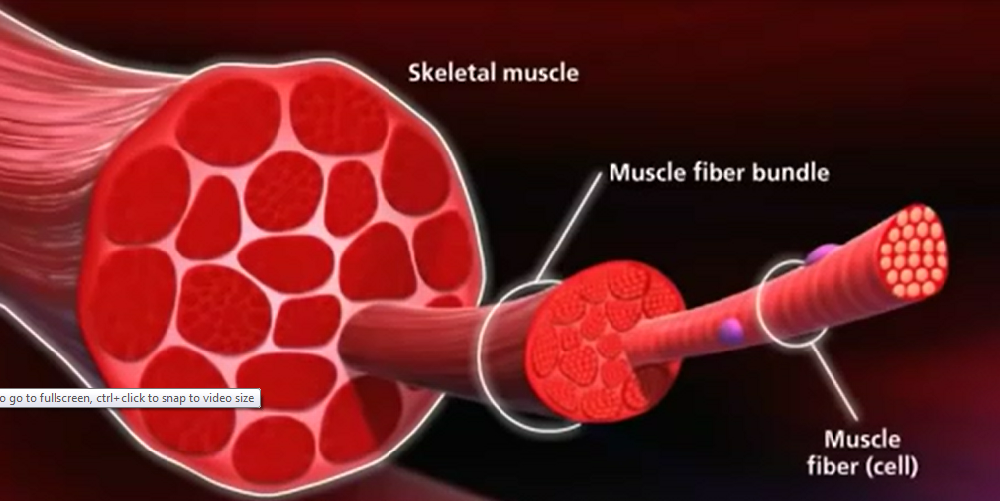 Skeletal muscle
Muscle fiber bundle
o go to fullscreen, ctrl+click to snap to video size
Muscle
fiber (cell)